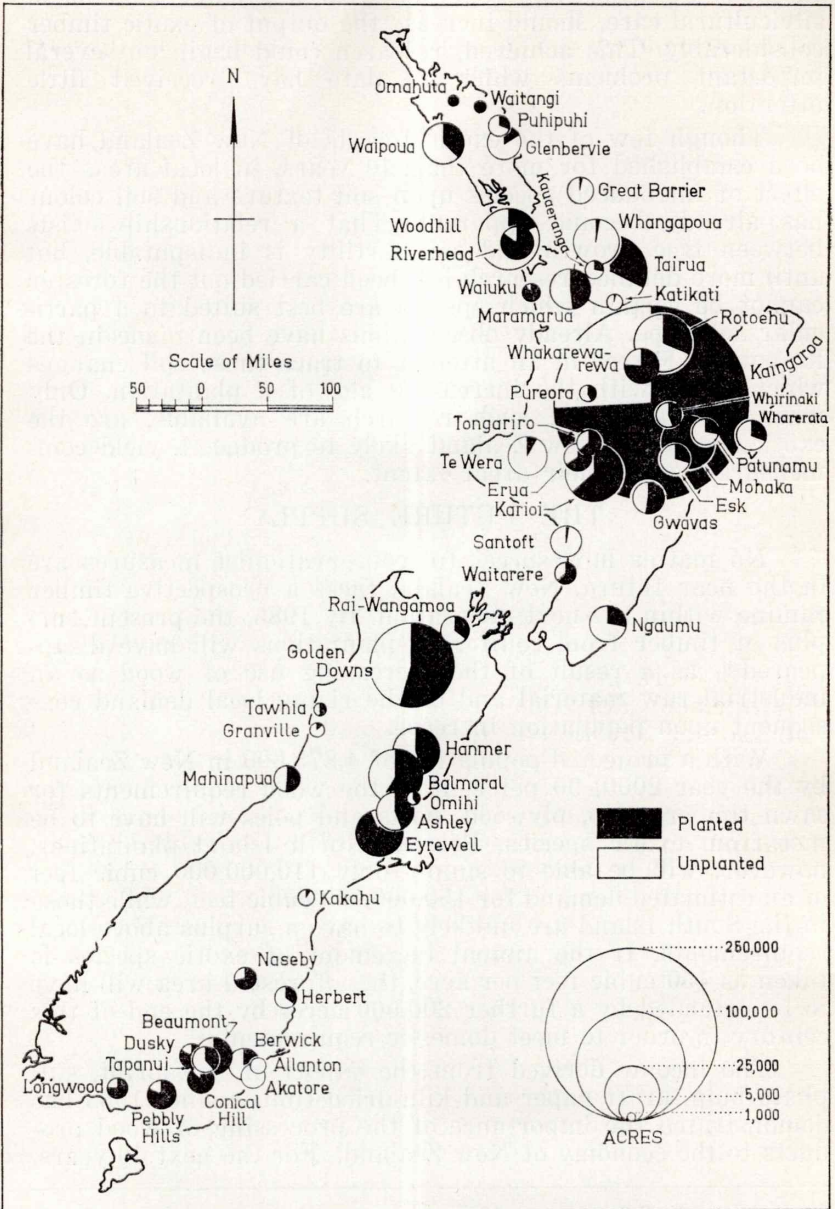 N
Omahuta
Waitangi
Puhipuhi
Waipoua
Glenbervie
Great Barrier
Kauaeranga
Woodhill
Whangapoua
Riverhead
Tairua
Waiuku
Katikati
Maramarua
Rotoehu
Scale of Miles
50 0 50 100
Whakarewa-
rewa
Kaingaroa
Pureora
Whirinaki
Wharerata
Tongariro
Te Wera
Patunamu
Mohaka
Erua
Esk
Karioi
Gwavas
Santoft
Waitarere
Rai-Wangamoa
Ngaumu
Golden
Downs
Tawhia
Granville
Hanmer
Mahinapua
Balmoral
Omihi
Ashley
Eyrewell
Planted
Unplanted
Kakahu
Naseby
Herbert
Beaumont
Dusky
Berwick
Tapanui
Allanton
Longwood
Akatore
Conical
Hill
Pebbly
Hills
250,000
100,000
25,000
5,000
1,000
ACRES